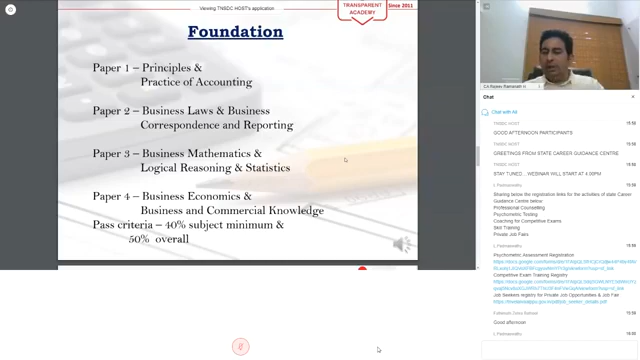 Viewing TNSDC HOST's application
TRANSPARENT
ACADEMY
Since 2011
Foundation
Paper 1 – Principles &
Practice of Accounting
Paper 2 – Business Laws & Business
Correspondence and Reporting
Paper 3 – Business Mathematics &
Logical Reasoning & Statistics
Paper 4 – Business Economics &
Business and Commercial Knowledge
Pass criteria – 40% subject minimum &
50% overall
Chat
Chat with All
TNSDC HOST 15:58
GOOD AFTERNOON PARTICIPANTS
TNSDC HOST 15:58
GREETINGS FROM STATE CAREER GUIDANCE CENTRE
TNSDC HOST 15:58
STAY TUNED... WEBINAR WILL START AT 4.00PM
15:58
Sharing below the registration links for the activities of state Career
Guidance Centre below
Professional Counselling
Psychometric Testing
Coaching for Competitive Exams
Skill Training
Private Job Fairs
15:58
Psychometric Assessment Registration
Competitive Exam Training Registry
Job Seekers registry for Private Job Opportunities & Job Fair
15:58
Good afternoon